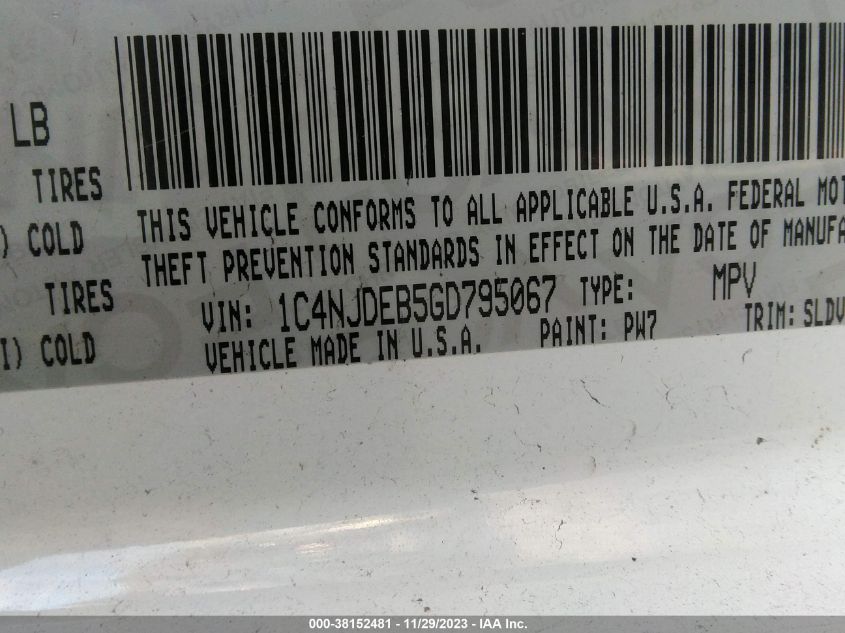 LB
TIRES
) COLD
TIRES
I) COLD
THIS VEHICLE CONFORMS TO ALL APPLICABLE U.S.A. FEDERAL MOT
THEFT PREVENTION STANDARDS IN EFFECT ON THE DATE OF MANUFA
VIN: 1C4NJDEB5GD795067 TYPE: MPV
VEHICLE MADE IN U.S.A. PAINT: PW7 TRIM: SLDV
000-38152481 - 11/29/2023 - IAA Inc.